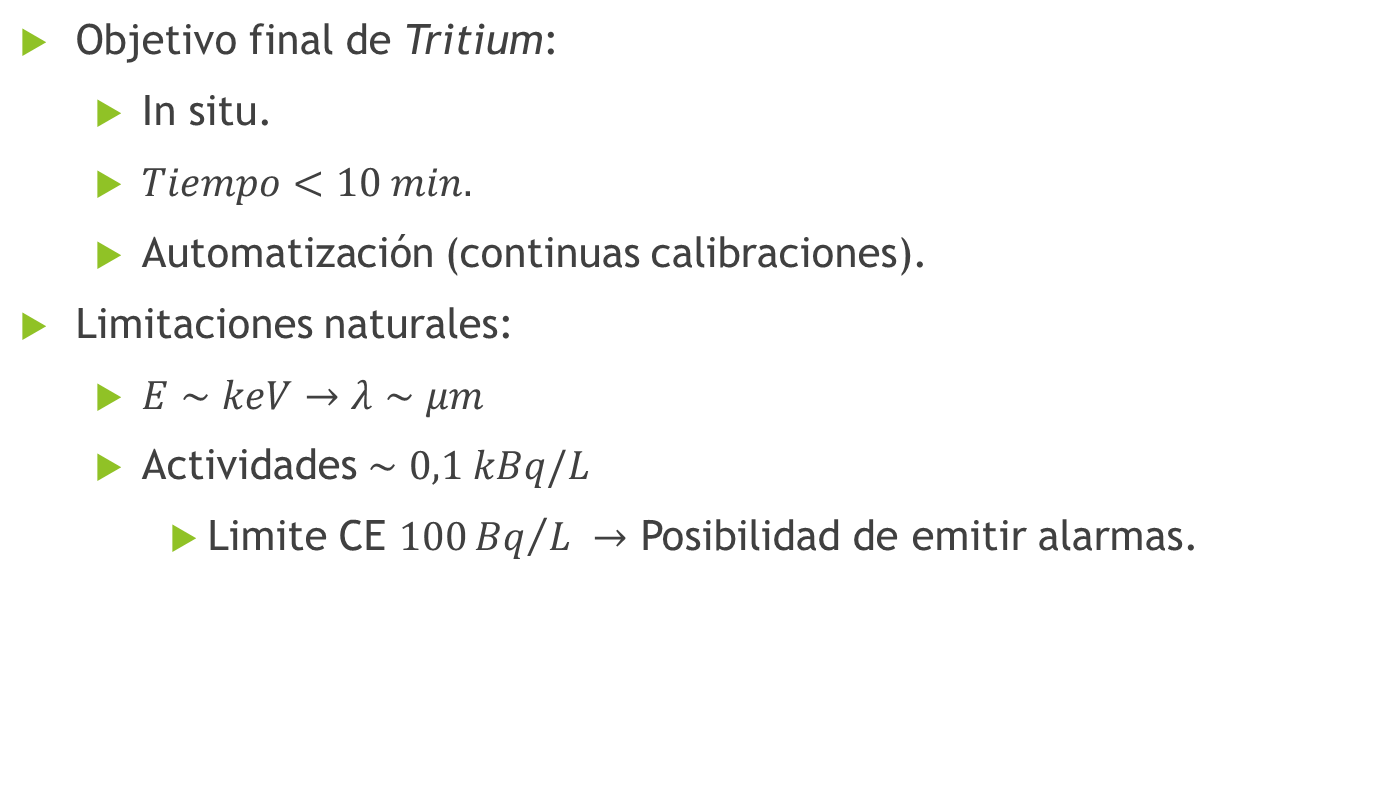 Objetivo final de Tritium:
In situ.
Tiempo < 10 min.
Automatización (continuas calibraciones).
Limitaciones naturales:
E ~ keV → λ ~ μm
Actividades ~ 0,1 kBq/L
Limite CE 100 Bq/L → Posibilidad de emitir alarmas.